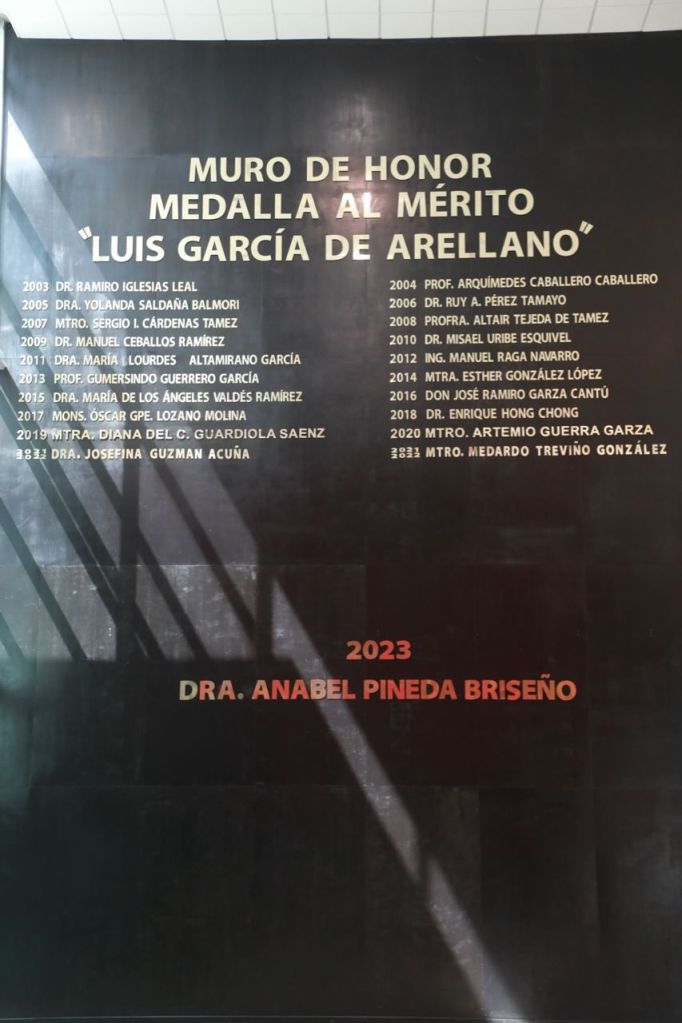 MURO DE HONOR
MEDALLA AL MÉRITO
"LUIS GARCÍA DE ARELLANO"
2003 DR. RAMIRO IGLESIAS LEAL
2004 PROF. ARQUÍMEDES CABALLERO CABALLERO
2005 DRA. YOLANDA SALDAÑA BALMORI
2006 DR. RUY A. PÉREZ TAMAYO
2007 MTRO. SERGIO I. CÁRDENAS TAMEZ
2008 PROFRA. ALTAIR TEJEDA DE TAMEZ
2009 DR. MANUEL CEBALLOS RAMÍREZ
2010 DR. MISAEL URIBE ESQUIVEL
2011 DRA. MARÍA LOURDES ALTAMIRANO GARCÍA
2012 ING. MANUEL RAGA NAVARRO
2013 PROF. GUMERSINDO GUERRERO GARCÍA
2014 MTRA. ESTHER GONZÁLEZ LÓPEZ
2015 DRA. MARÍA DE LOS ÁNGELES VALDÉS RAMÍREZ
2016 DON JOSÉ RAMIRO GARZA CANTÚ
2017 MONS. ÓSCAR GPE. LOZANO MOLINA
2018 DR. ENRIQUE HONG CHONG
2019 MTRA. DIANA DEL C. GUARDIOLA SAENZ
2020 MTRO. ARTEMIO GUERRA GARZA
2021 2022 DRA. JOSEFINA GUZMAN ACUÑA
2021 2022 MTRO. MEDARDO TREVIÑO GONZÁLEZ
2023
DRA. ANABEL PINEDA BRISEÑO